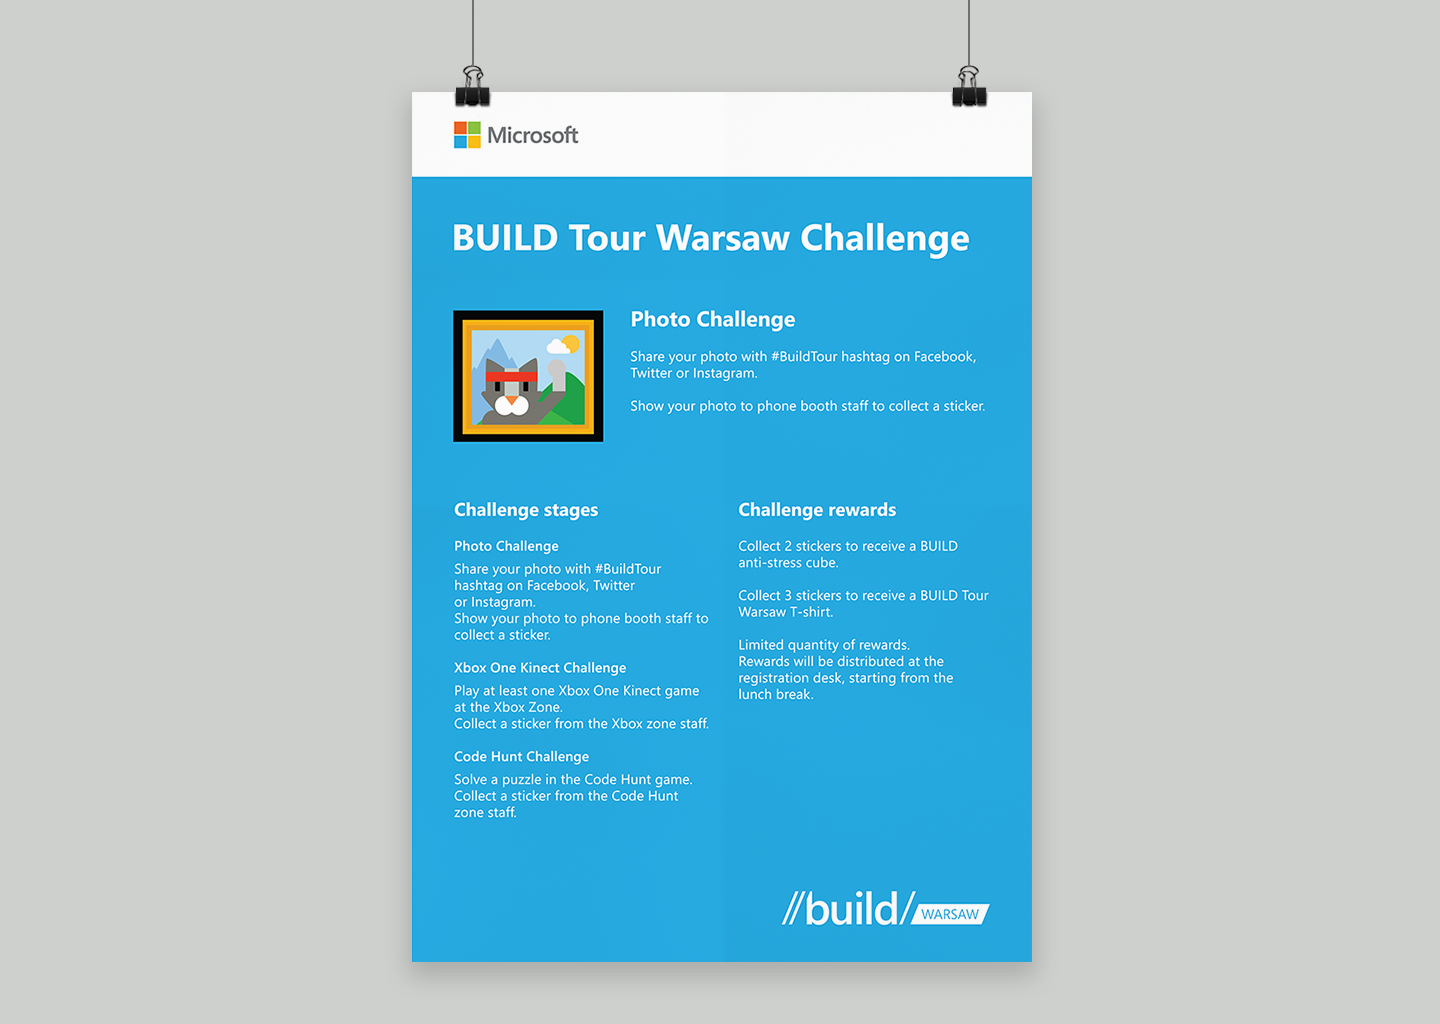 Microsoft
BUILD Tour Warsaw Challenge
Photo Challenge
Share your photo with #BuildTour hashtag on Facebook,
Twitter or Instagram.
Show your photo to phone booth staff to collect a sticker.
Challenge stages
Photo Challenge
Share your photo with #BuildTour
hashtag on Facebook, Twitter
or Instagram.
Show your photo to phone booth staff to
collect a sticker.
Xbox One Kinect Challenge
Play at least one Xbox One Kinect game
at the Xbox Zone.
Collect a sticker from the Xbox zone staff.
Code Hunt Challenge
Solve a puzzle in the Code Hunt game.
Collect a sticker from the Code Hunt
zone staff.
Challenge rewards
Collect 2 stickers to receive a BUILD
anti-stress cube.
Collect 3 stickers to receive a BUILD Tour
Warsaw T-shirt.
Limited quantity of rewards.
Rewards will be distributed at the
registration desk, starting from the
lunch break.
//build/ WARSAW